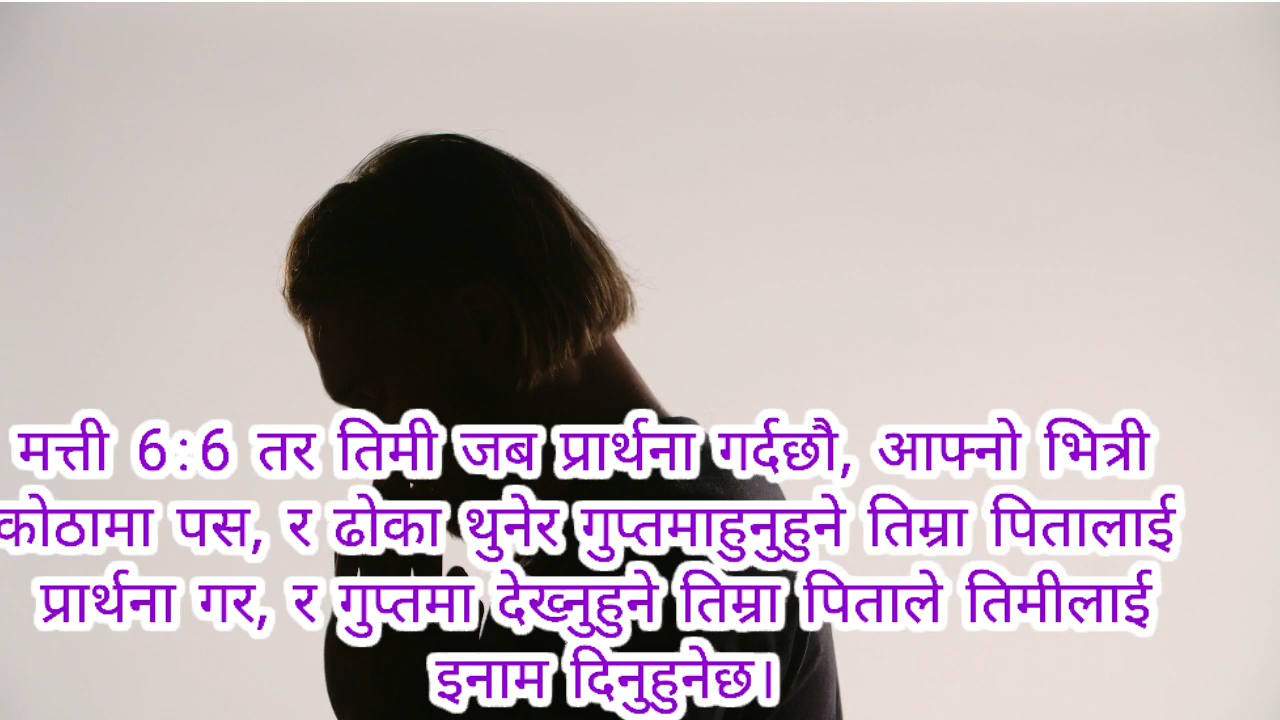 मत्ती 6:6 तर तिमी जब प्रार्थना गर्दछौ, आफ्नो भित्री
कोठामा पस, र ढोका थुनेर गुप्तमाहुनुहुने तिम्रा पितालाई
प्रार्थना गर, र गुप्तमा देख्नुहुने तिम्रा पिताले तिमीलाई
इनाम दिनुहुनेछ।